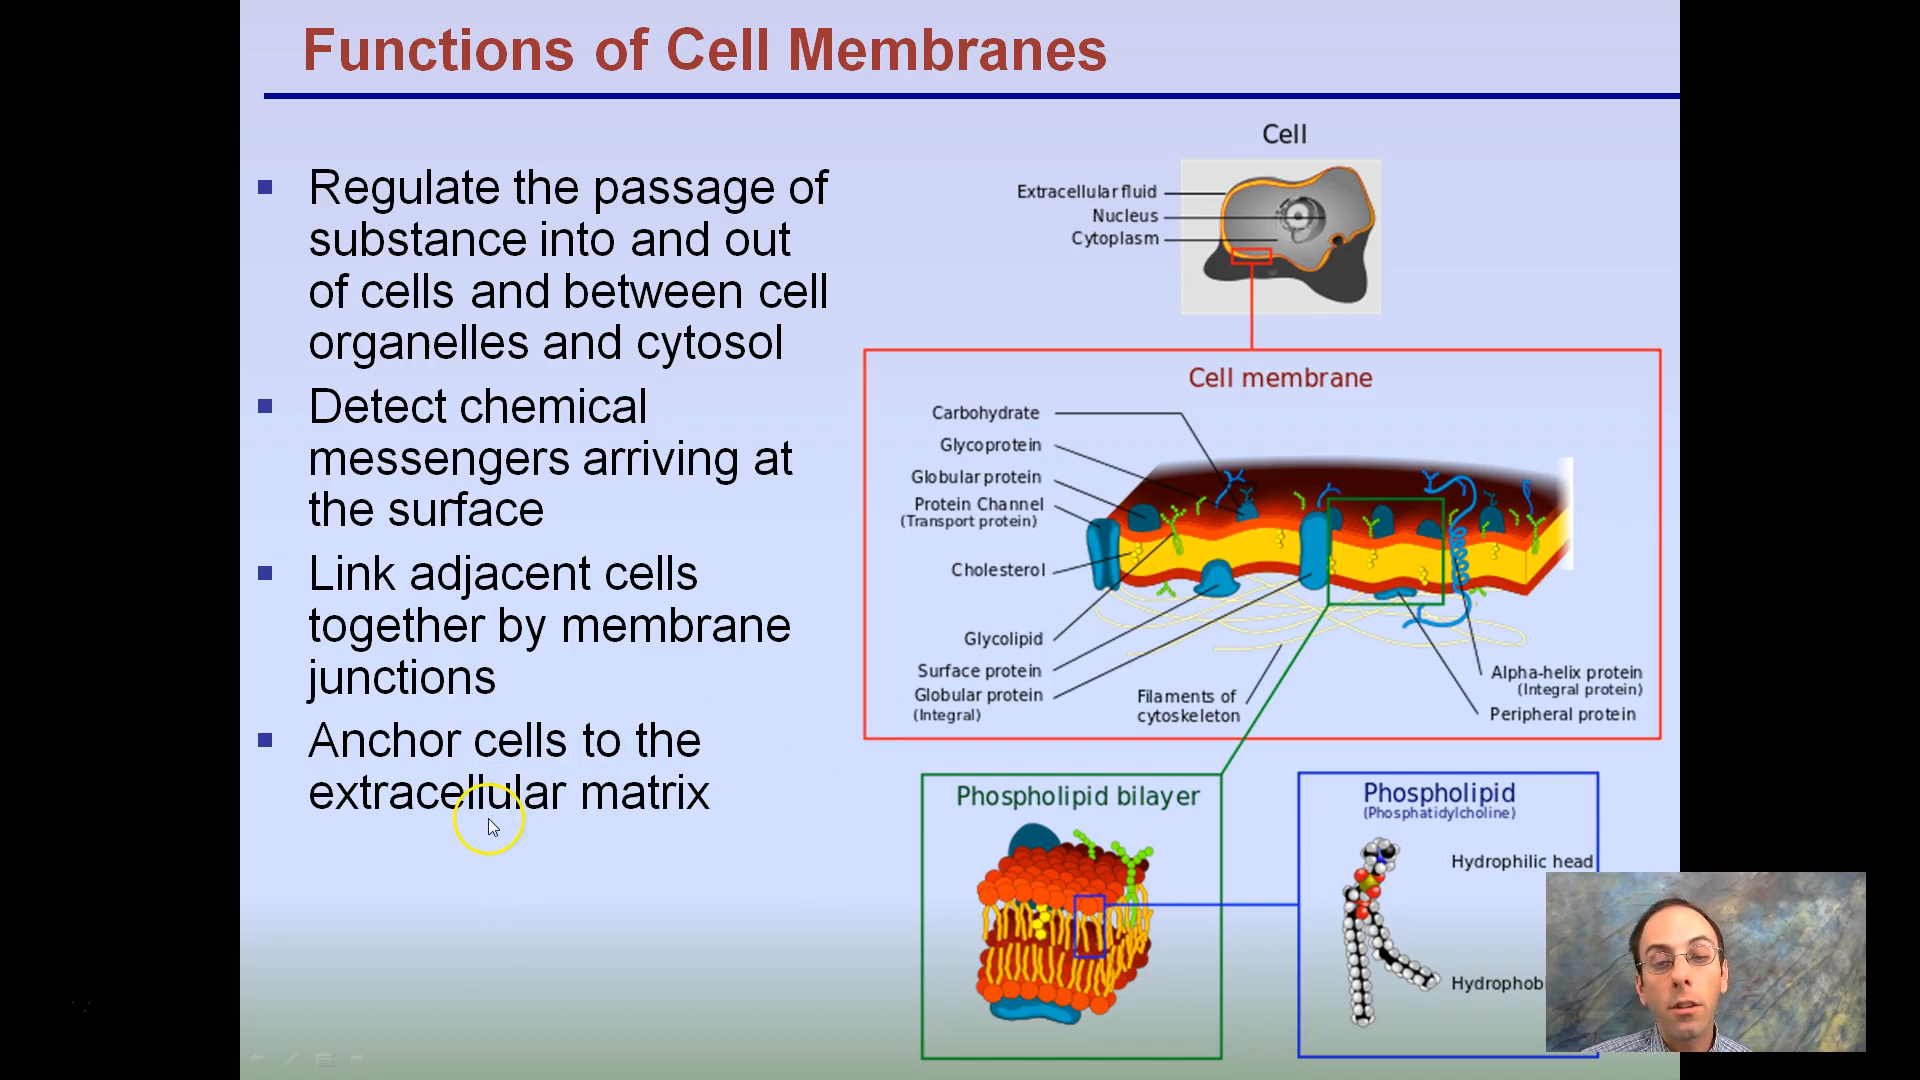 Functions of Cell Membranes
Regulate the passage of
substance into and out
of cells and between cell
organelles and cytosol
Detect chemical
messengers arriving at
the surface
Link adjacent cells
together by membrane
junctions
Anchor cells to the
extracellular matrix
Cell
Extracellular fluid
Nucleus
Cytoplasm
Cell membrane
Carbohydrate
Glycoprotein
Globular protein
Protein Channel
(Transport protein)
Cholesterol
Glycolipid
Surface protein
Globular protein
(Integral)
Filaments of
cytoskeleton
Alpha-helix protein
(Integral protein)
Peripheral protein
Phospholipid bilayer
Phospholipid
(Phosphatidylcholine)
Hydrophilic head
Hydrophob